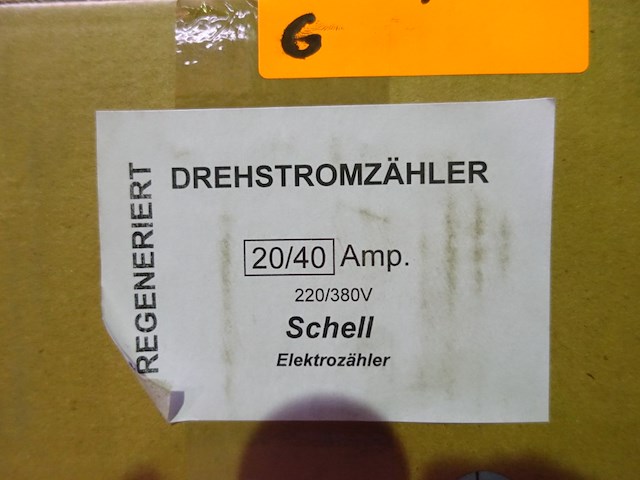 G
REGENERIERT
DREHSTROMZÄHLER
20/40 Amp.
220/380V
Schell
Elektrozähler